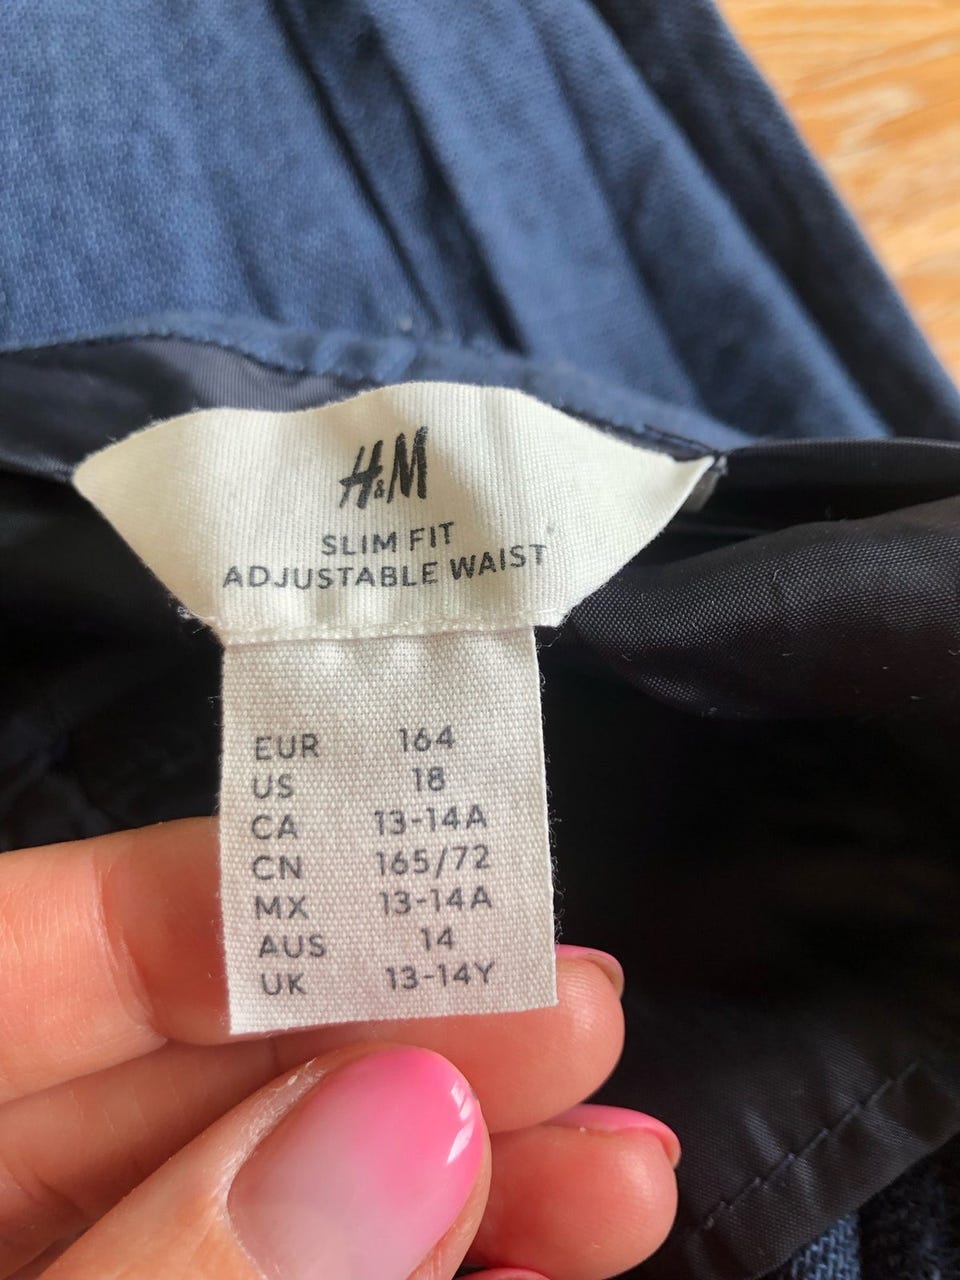 H&M
SLIM FIT
ADJUSTABLE WAIST
EUR 164
US 18
CA 13-14A
CN 165/72
MX 13-14A
AUS 14
UK 13-14Y